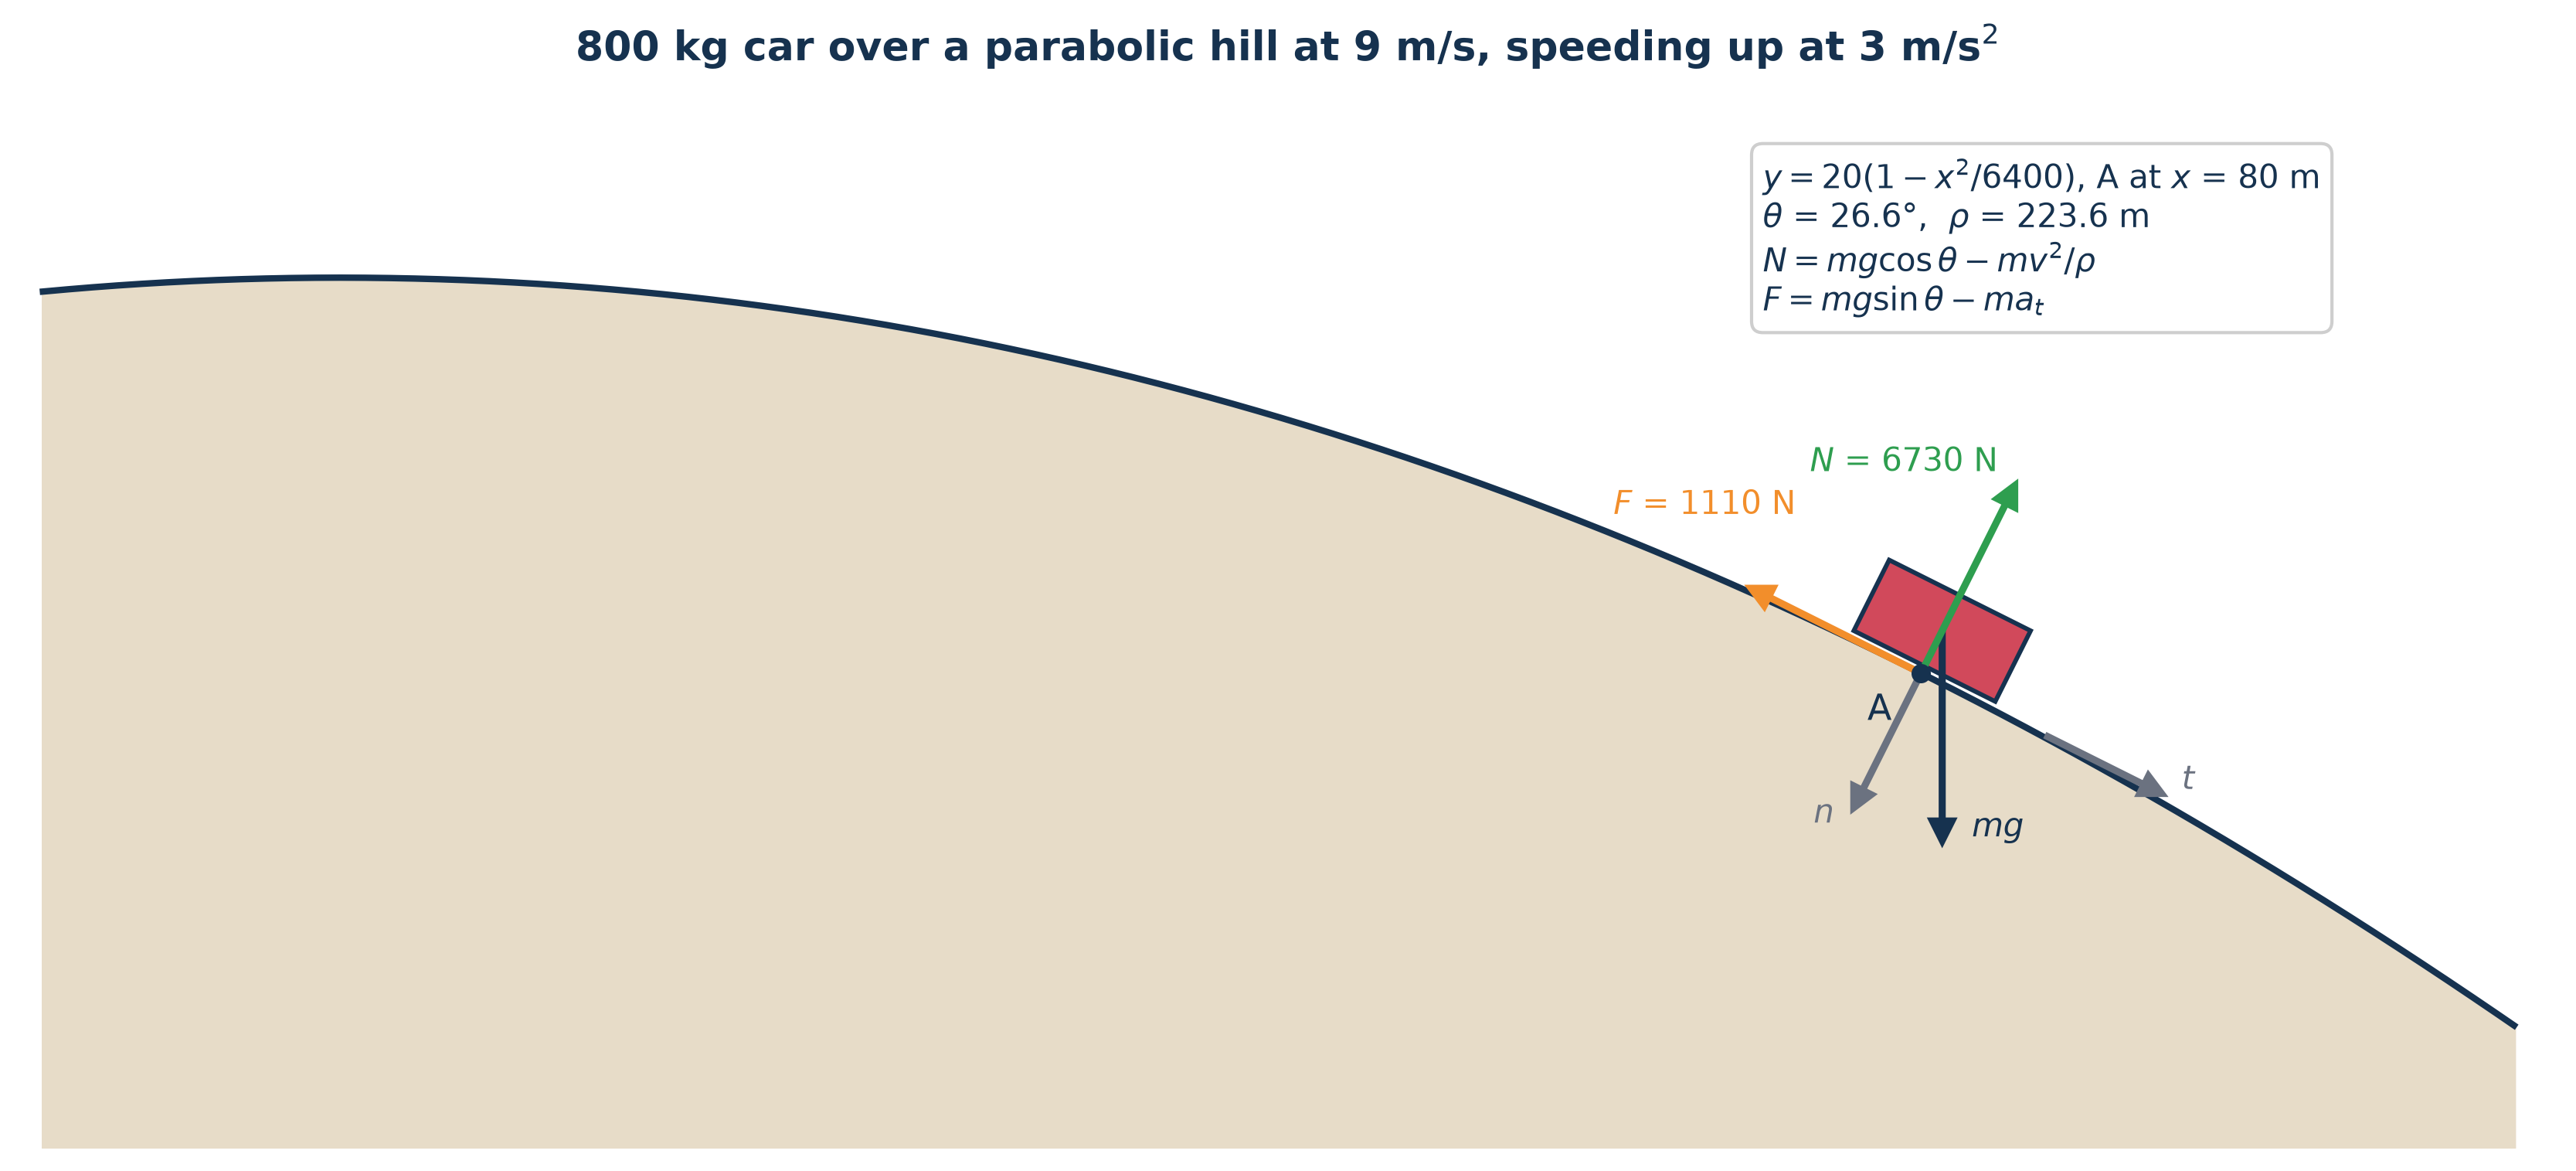 800 kg car over a parabolic hill at 9 m/s, speeding up at 3 m/s²
y = 20(1 − x²/6400), A at x = 80 m
θ = 26.6°, ρ = 223.6 m
N = mg cos θ − mv²/ρ
F = mg sin θ − maₜ
N = 6730 N
F = 1110 N
A
t
n
mg